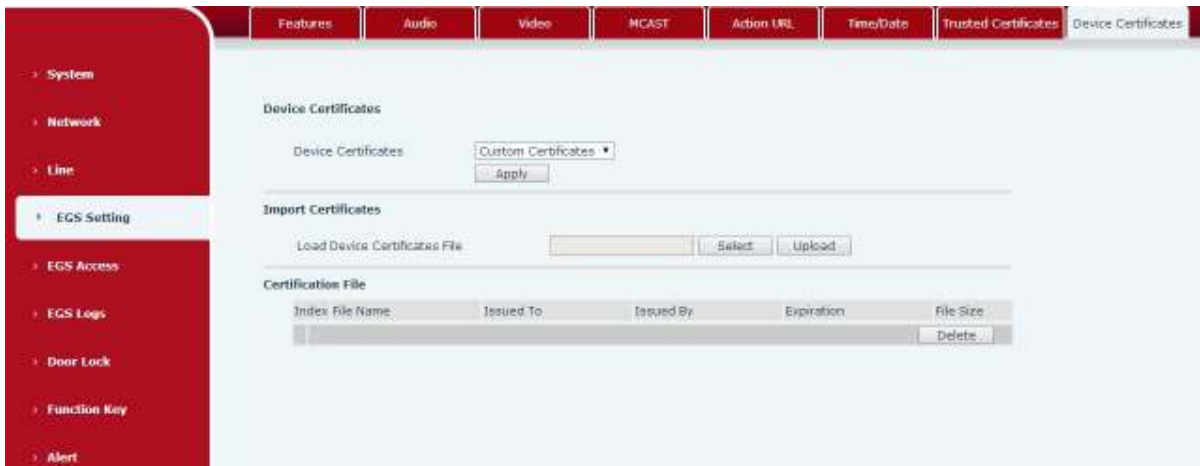 Features Audio Video MCAST Action URL Time/Date Trusted Certificates Device Certificates
System
Network
Line
EGS Setting
EGS Access
EGS Logs
Door Lock
Function Key
Alert
Device Certificates
Device Certificates Custom Certificates
Apply
Import Certificates
Load Device Certificates File Select Upload
Certification File
Index File Name Issued To Issued By Expiration File Size
Delete